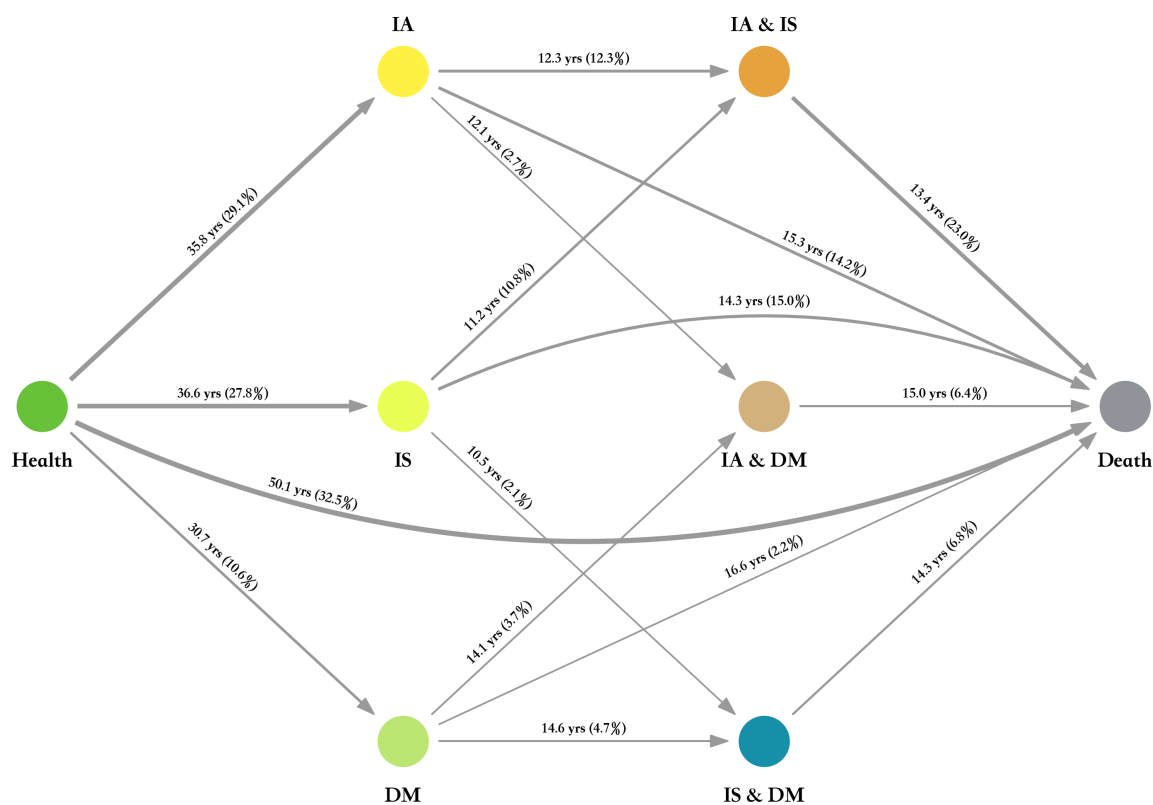 IA
IA & IS
12.3 yrs (12.3%)
12.1 yrs (2.7%)
35.8 yrs (29.1%)
13.4 yrs (23.0%)
15.3 yrs (14.2%)
11.2 yrs (10.8%)
14.3 yrs (15.0%)
36.6 yrs (27.8%)
15.0 yrs (6.4%)
Health
IS
IA & DM
Death
10.5 yrs (2.1%)
50.1 yrs (32.5%)
30.7 yrs (10.6%)
16.6 yrs (2.2%)
14.3 yrs (6.8%)
14.1 yrs (3.7%)
14.6 yrs (4.7%)
DM
IS & DM